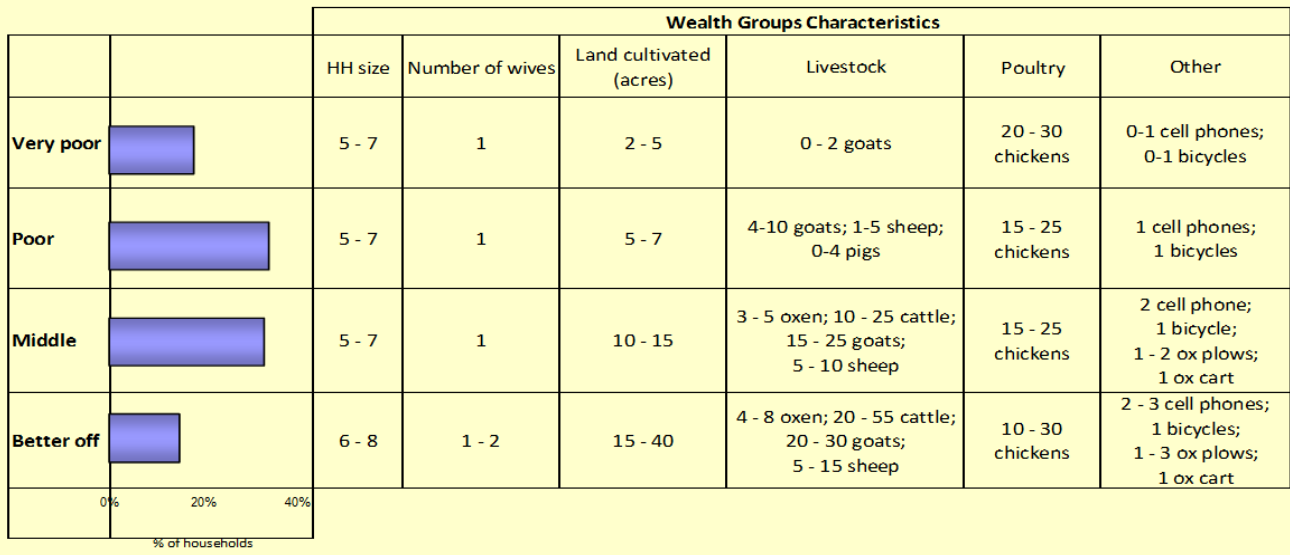 Wealth Groups Characteristics
HH size
Number of wives
Land cultivated
(acres)
Livestock
Poultry
Other
Very poor
5 - 7
1
2 - 5
0 - 2 goats
20 - 30
chickens
0-1 cell phones;
0-1 bicycles
Poor
5 - 7
1
5 - 7
4-10 goats; 1-5 sheep;
0-4 pigs
15 - 25
chickens
1 cell phones;
1 bicycles
Middle
5 - 7
1
10 - 15
3 - 5 oxen; 10 - 25 cattle;
15 - 25 goats;
5 - 10 sheep
15 - 25
chickens
2 cell phone;
1 bicycle;
1 - 2 ox plows;
1 ox cart
Better off
6 - 8
1 - 2
15 - 40
4 - 8 oxen; 20 - 55 cattle;
20 - 30 goats;
5 - 15 sheep
10 - 30
chickens
2 - 3 cell phones;
1 bicycles;
1 - 3 ox plows;
1 ox cart
0%
20%
40%
% of households